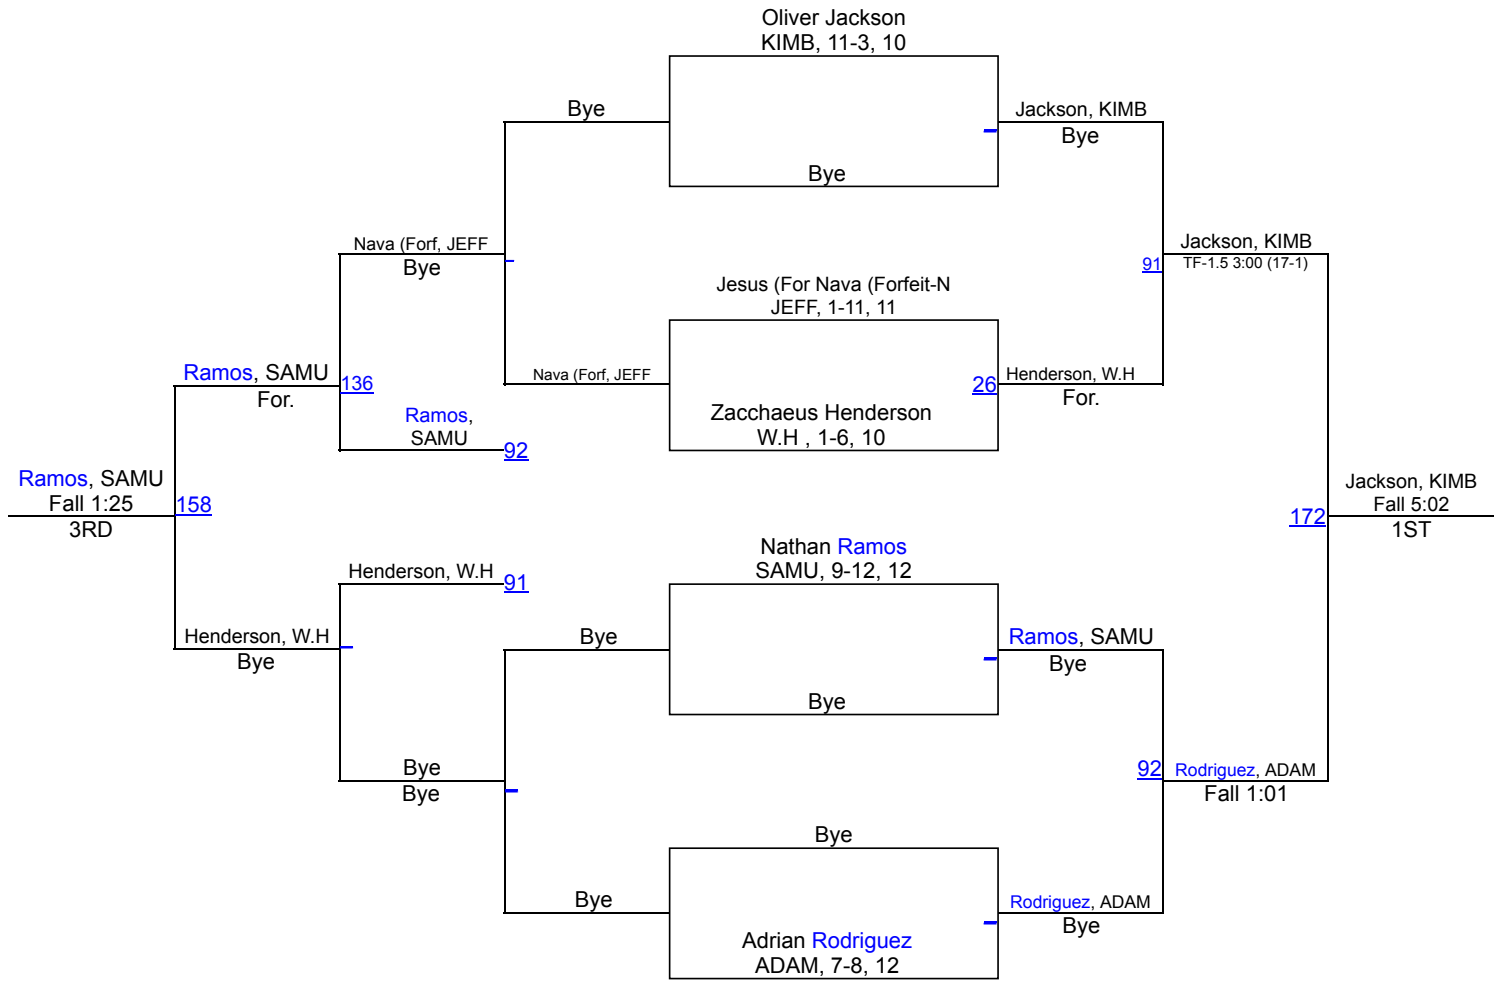 Oliver Jackson
KIMB, 11-3, 10
Bye
Jackson, KIMB
Bye
Bye
Nava (Forf, JEFF
Bye
Jackson, KIMB
91
TF-1.5 3:00 (17-1)
Jesus (For Nava (Forfeit-N
JEFF, 1-11, 11
Ramos, SAMU
136
For.
Nava (Forf, JEFF
26
Henderson, W.H
For.
Ramos,
SAMU
92
Zacchaeus Henderson
W.H , 1-6, 10
Ramos, SAMU
Fall 1:25
158
3RD
Jackson, KIMB
Fall 5:02
172
1ST
Nathan Ramos
SAMU, 9-12, 12
Henderson, W.H
91
Henderson, W.H
Bye
Bye
Ramos, SAMU
Bye
Bye
Bye
Bye
92
Rodriguez, ADAM
Fall 1:01
Bye
Bye
Rodriguez, ADAM
Bye
Adrian Rodriguez
ADAM, 7-8, 12